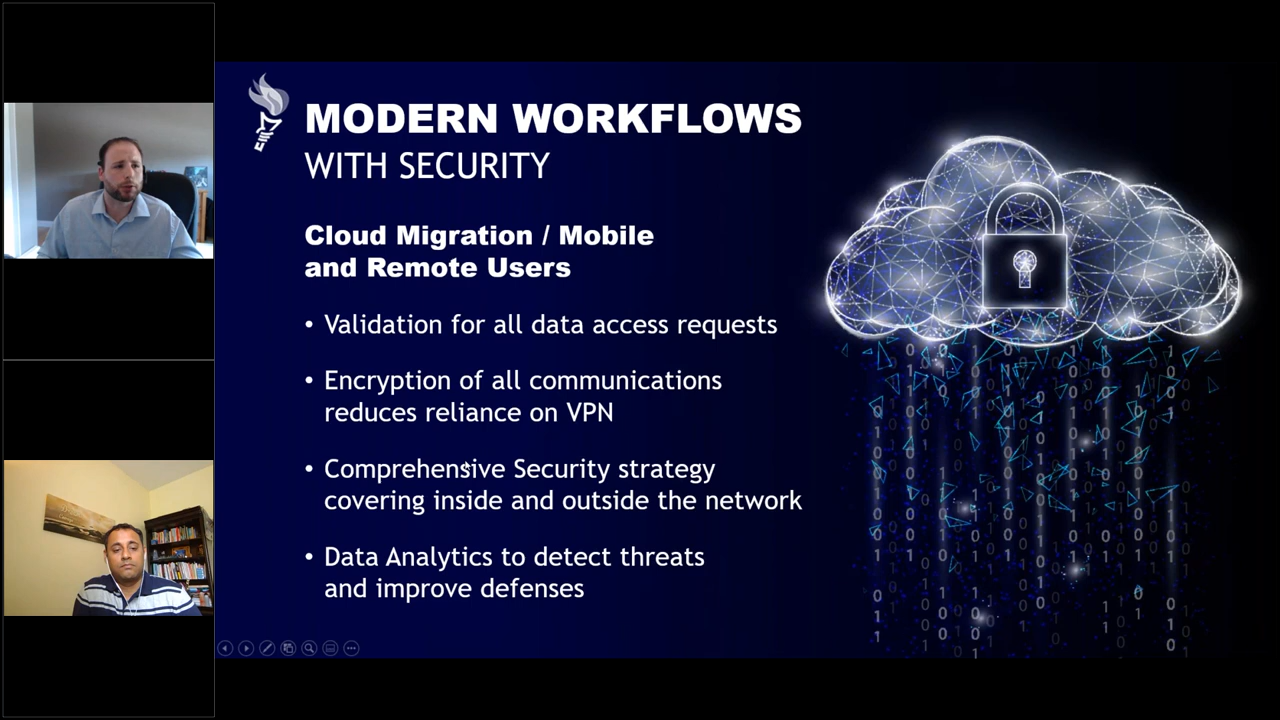 MODERN WORKFLOWS
WITH SECURITY
Cloud Migration / Mobile
and Remote Users
• Validation for all data access requests
• Encryption of all communications
reduces reliance on VPN
• Comprehensive Security strategy
covering inside and outside the network
• Data Analytics to detect threats
and improve defenses